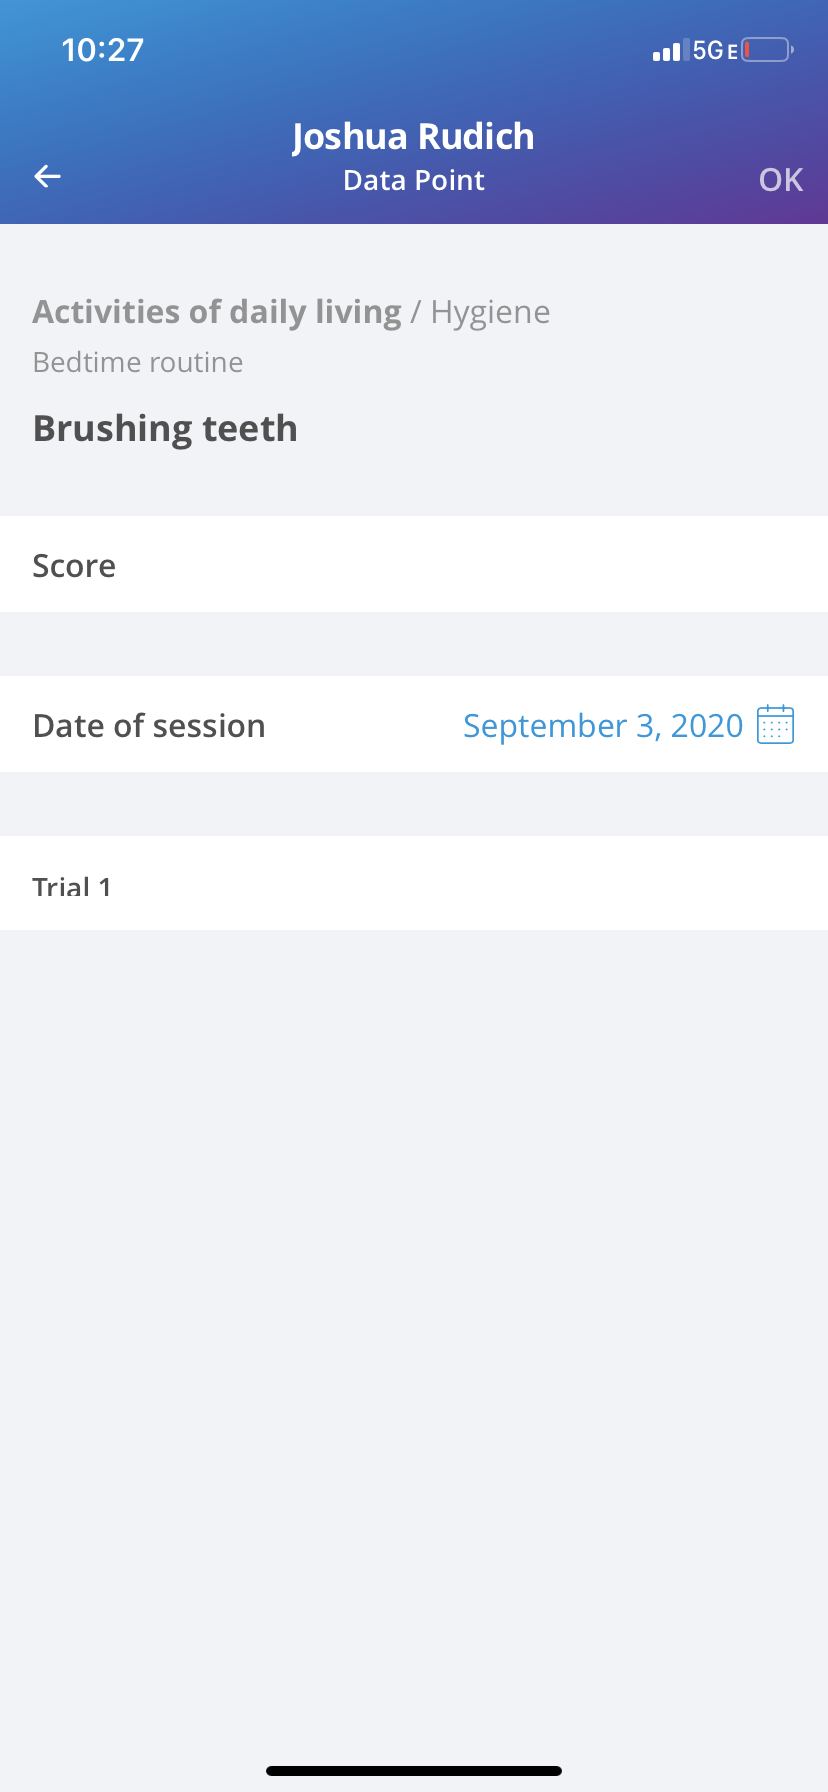 10:27 5G E
Joshua Rudich
Data Point
OK
Activities of daily living / Hygiene
Bedtime routine
Brushing teeth
Score
Date of session September 3, 2020
Trial 1